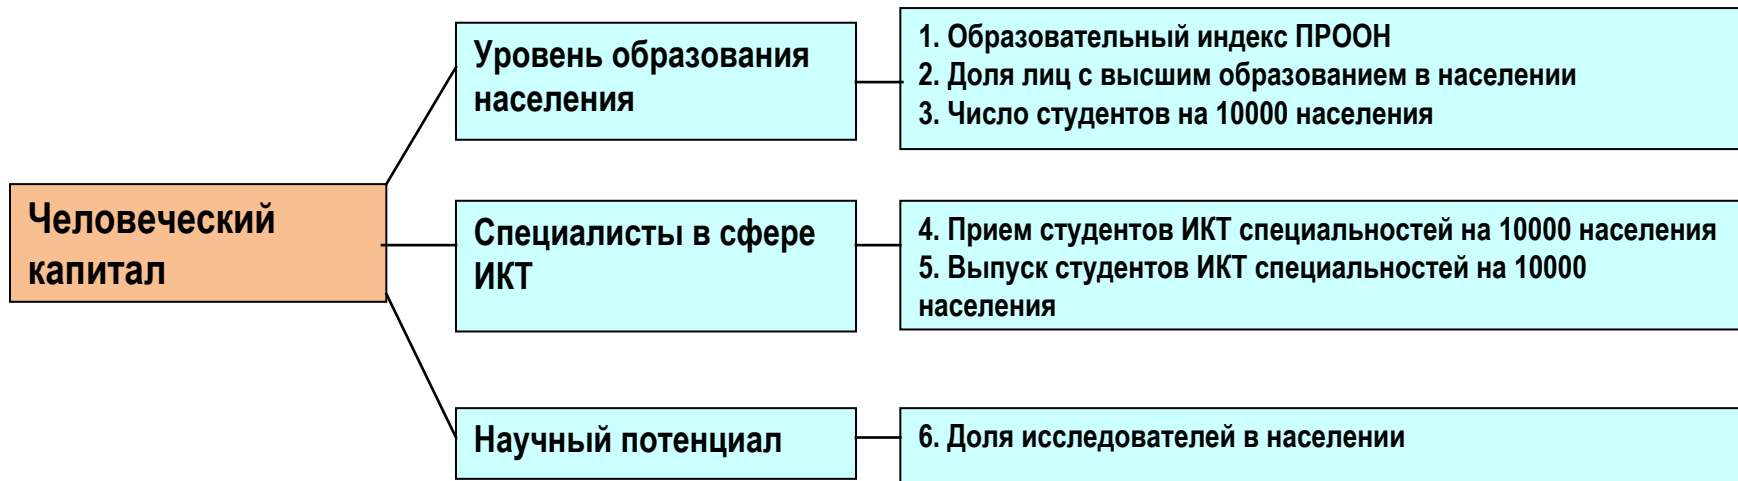 Человеческий
капитал
Уровень образования
населения
1. Образовательный индекс ПРООН
2. Доля лиц с высшим образованием в населении
3. Число студентов на 10000 населения
Специалисты в сфере
ИКТ
4. Прием студентов ИКТ специальностей на 10000 населения
5. Выпуск студентов ИКТ специальностей на 10000
населения
Научный потенциал
6. Доля исследователей в населении